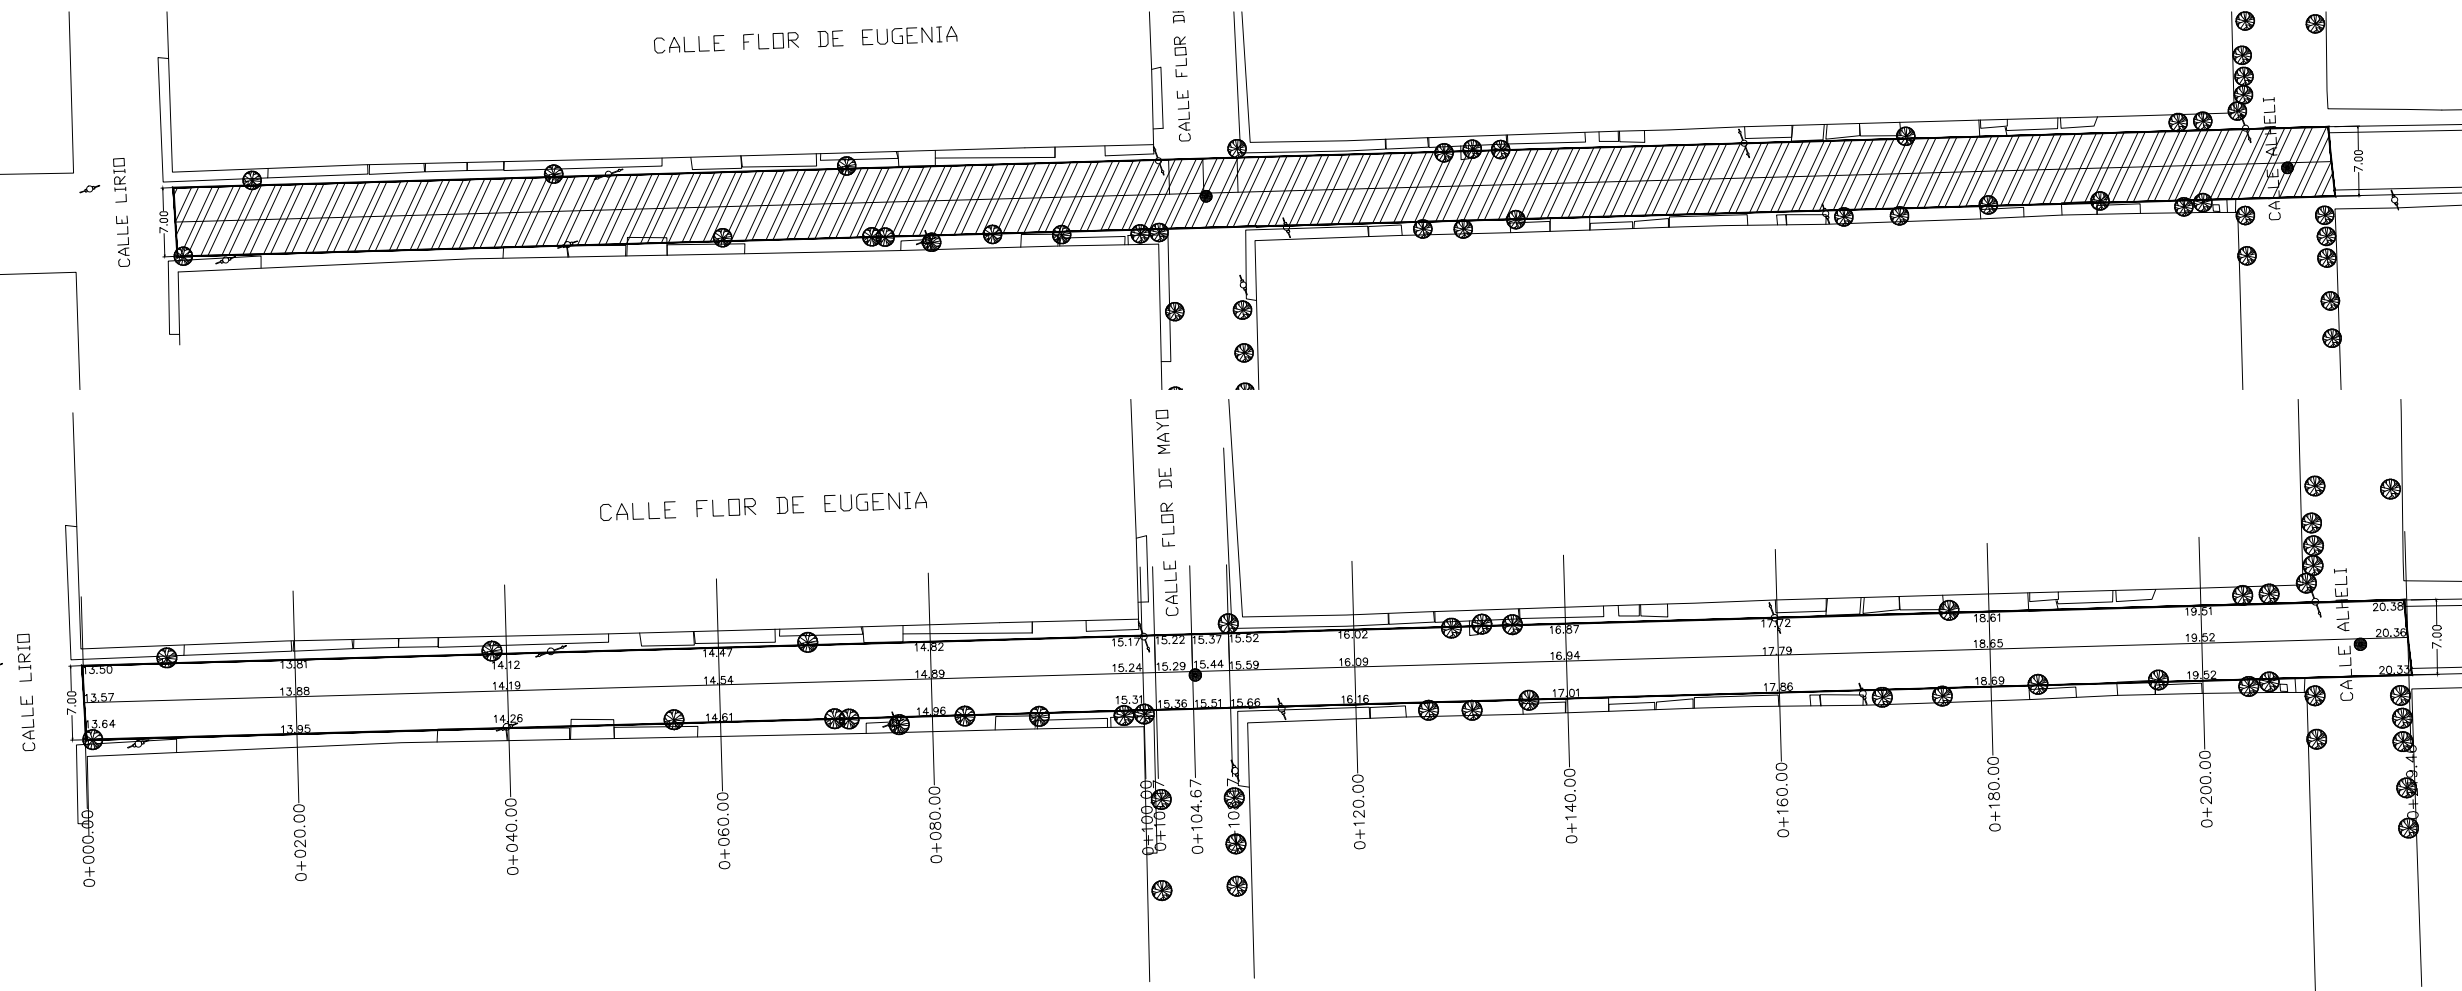 CALLE FLOR DE EUGENIA
CALLE FLOR DE
CALLE LIRIO
7.00
CALLE ALHELI
7.00
CALLE FLOR DE EUGENIA
CALLE FLOR DE MAYO
CALLE LIRIO
7.00
CALLE ALHELI
7.00
13.50 13.81 14.12 14.47 14.82 15.17 15.22 15.37 15.52 16.02 16.87 17.72 18.61 19.51 20.38
13.57 13.88 14.19 14.54 14.89 15.24 15.29 15.44 15.59 16.09 16.94 17.79 18.65 19.52 20.36
13.64 13.95 14.26 14.61 14.96 15.31 15.36 15.51 15.66 16.16 17.01 17.86 18.69 19.52 20.33
0+000.00
0+020.00
0+040.00
0+060.00
0+080.00
0+100.00
0+104.67
0+120.00
0+140.00
0+160.00
0+180.00
0+200.00